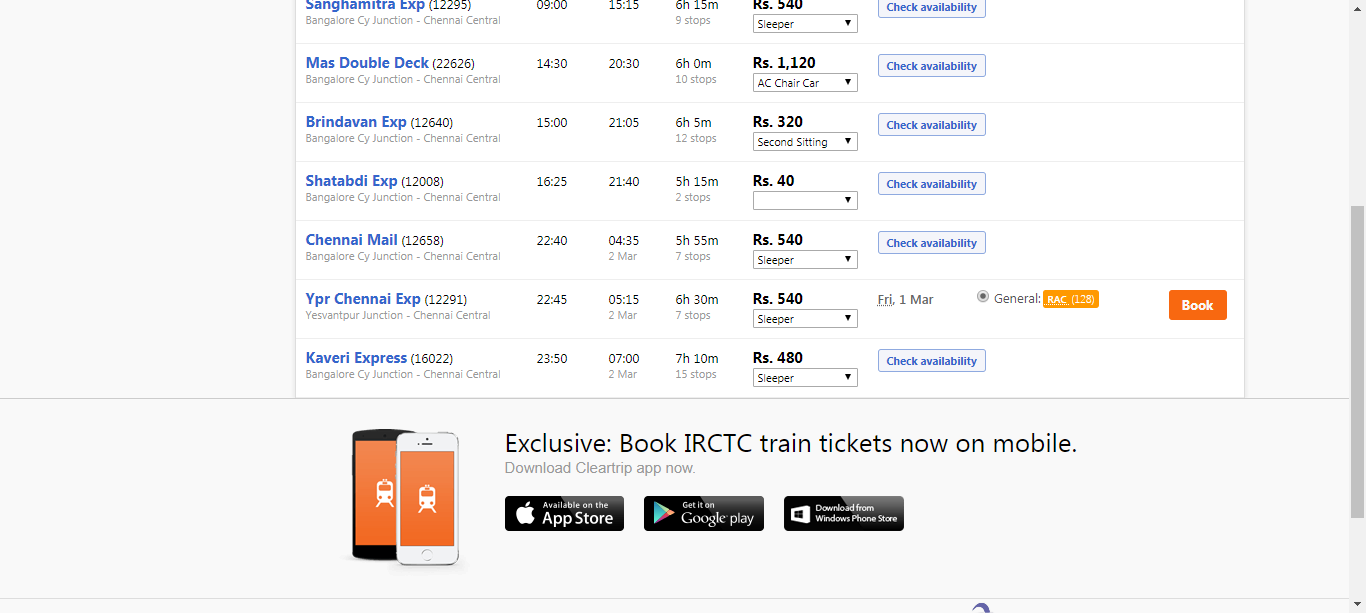 Sanghamitra Exp (12295) 09:00 15:15 6h 15m Rs. 540 Check availability
Bangalore Cy Junction - Chennai Central 9 stops Sleeper
Mas Double Deck (22626) 14:30 20:30 6h 0m Rs. 1,120 Check availability
Bangalore Cy Junction - Chennai Central 10 stops AC Chair Car
Brindavan Exp (12640) 15:00 21:05 6h 5m Rs. 320 Check availability
Bangalore Cy Junction - Chennai Central 12 stops Second Sitting
Shatabdi Exp (12008) 16:25 21:40 5h 15m Rs. 40 Check availability
Bangalore Cy Junction - Chennai Central 2 stops
Chennai Mail (12658) 22:40 04:35 5h 55m Rs. 540 Check availability
Bangalore Cy Junction - Chennai Central 2 Mar 7 stops Sleeper
Ypr Chennai Exp (12291) 22:45 05:15 6h 30m Rs. 540 Fri, 1 Mar General: RAC (128) Book
Yesvantpur Junction - Chennai Central 2 Mar 7 stops Sleeper
Kaveri Express (16022) 23:50 07:00 7h 10m Rs. 480 Check availability
Bangalore Cy Junction - Chennai Central 2 Mar 15 stops Sleeper
Exclusive: Book IRCTC train tickets now on mobile.
Download Cleartrip app now.
Available on the App Store
Get it on Google play
Download from Windows Phone Store